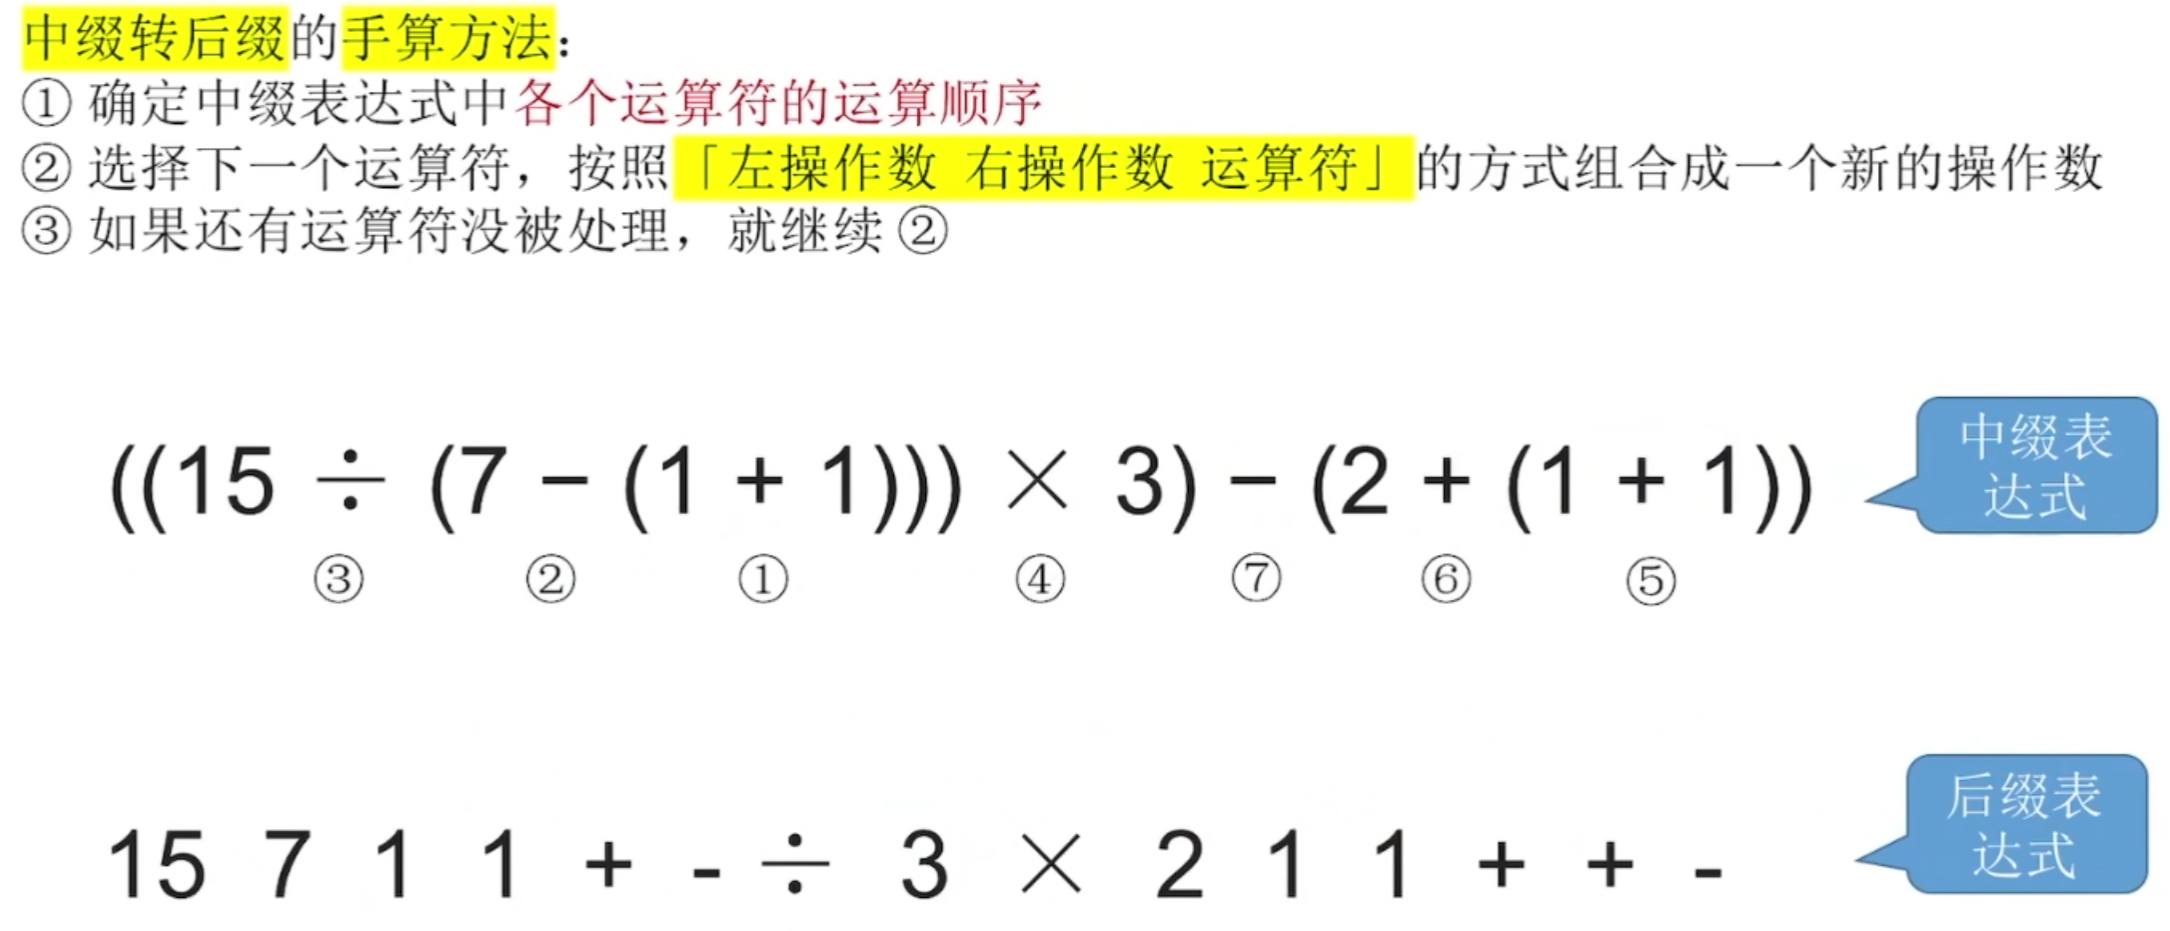 中缀转后缀的手算方法：
① 确定中缀表达式中各个运算符的运算顺序
② 选择下一个运算符，按照「左操作数 右操作数 运算符」的方式组合成一个新的操作数
③ 如果还有运算符没被处理，就继续 ②
((15 ÷ (7 − (1 + 1))) × 3) − (2 + (1 + 1))
中缀表
达式
③ ② ① ④ ⑦ ⑥ ⑤
15 7 1 1 + - ÷ 3 × 2 1 1 + + -
后缀表
达式